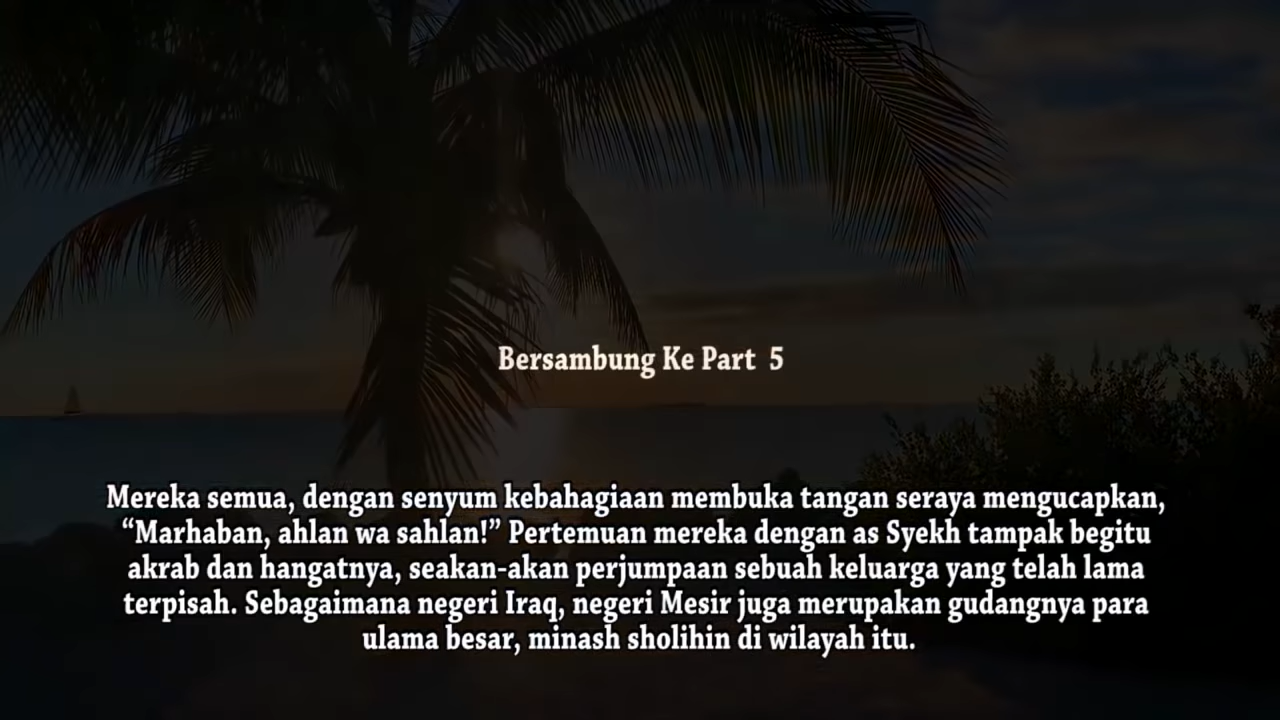 Bersambung Ke Part 5
Mereka semua, dengan senyum kebahagiaan membuka tangan seraya mengucapkan,
“Marhaban, ahlan wa sahlan!” Pertemuan mereka dengan as Syekh tampak begitu
akrab dan hangatnya, seakan-akan perjumpaan sebuah keluarga yang telah lama
terpisah. Sebagaimana negeri Iraq, negeri Mesir juga merupakan gudangnya para
ulama besar, minash sholihin di wilayah itu.